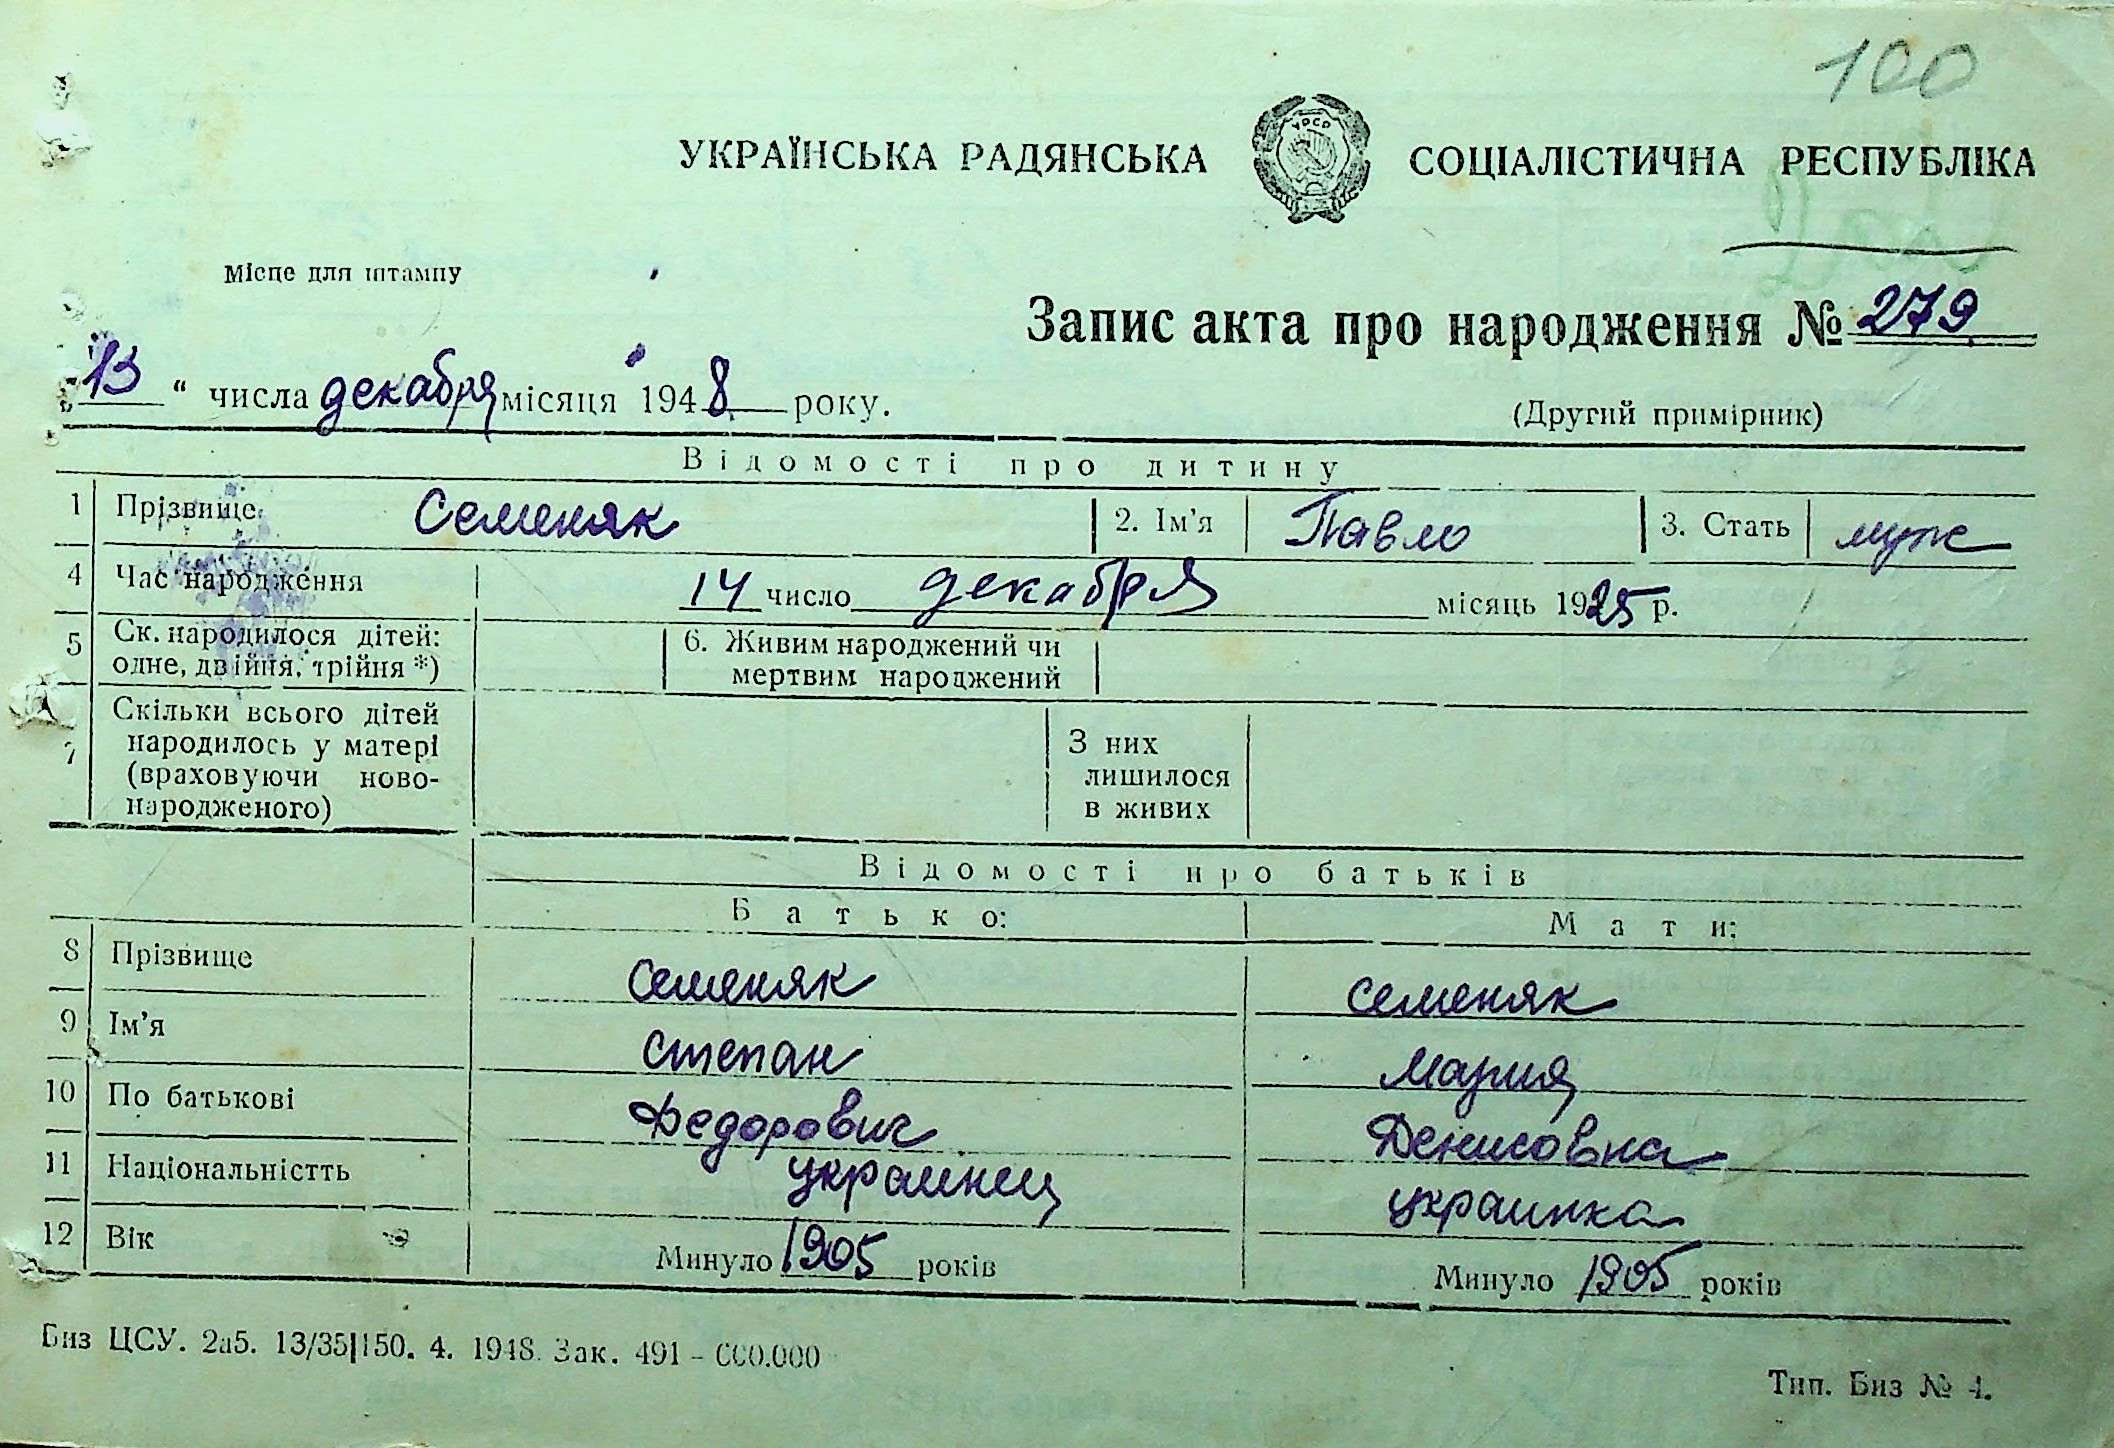 100
УКРАЇНСЬКА РАДЯНСЬКА СОЦІАЛІСТИЧНА РЕСПУБЛІКА
УРСР
Місце для штампу
Запис акта про народження № 279
„13“ числа декабря місяця 1948 року.
(Другий примірник)
Відомості про дитину
1 Прізвище Семеняк 2. Ім'я Павло 3. Стать муж
4 Час народження 14 число декабря місяць 1925 р.
5 Ск. народилося дітей: одне, двійня, трійня *) 6. Живим народжений чи мертвим народжений
7 Скільки всього дітей народилось у матері (враховуючи ново-народженого) З них лишилося в живих
Відомості про батьків
Батько: Мати:
8 Прізвище Семеняк Семеняк
9 Ім'я Степан Мария
10 По батькові Федорович Денисовна
11 Національністть украинец украинка
12 Вік Минуло 1905 років Минуло 1905 років
Биз ЦСУ. 2а5. 13/35|150. 4. 1948. Зак. 491 - 000.000
Тип. Биз № 4.